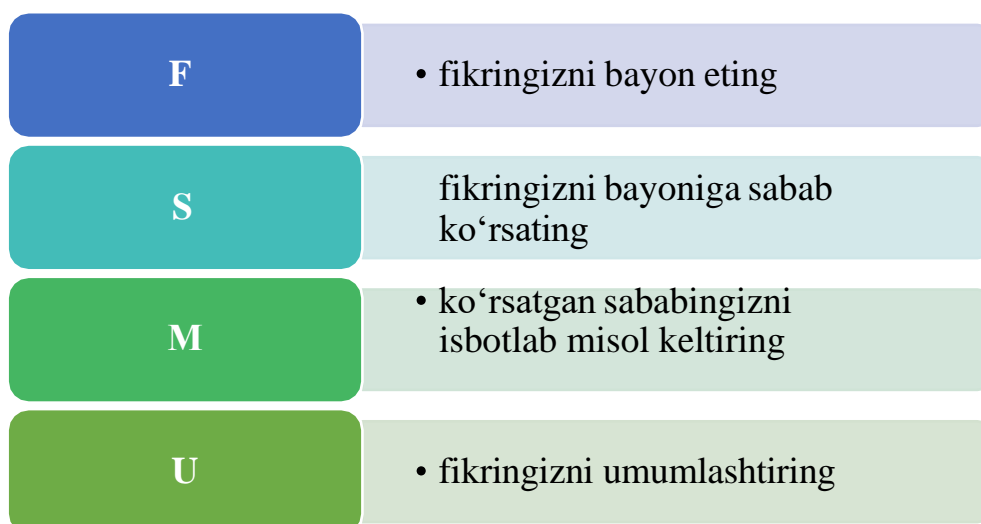 F
• fikringizni bayon eting
S
fikringizni bayoniga sabab
ko‘rsating
M
• ko‘rsatgan sababingizni
isbotlab misol keltiring
U
• fikringizni umumlashtiring